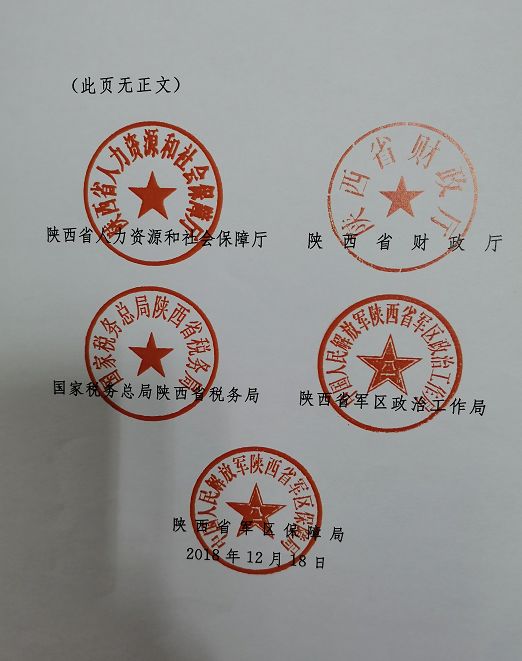 （此页无正文）
陕西省人力资源和社会保障厅
陕西省人力资源和社会保障厅
陕西省财政厅
陕西省财政厅
国家税务总局陕西省税务局
国家税务总局陕西省税务局
中国人民解放军陕西省军区政治工作局
八一
陕西省军区政治工作局
中国人民解放军陕西省军区保障局
八一
陕西省军区保障局
2018年12月18日